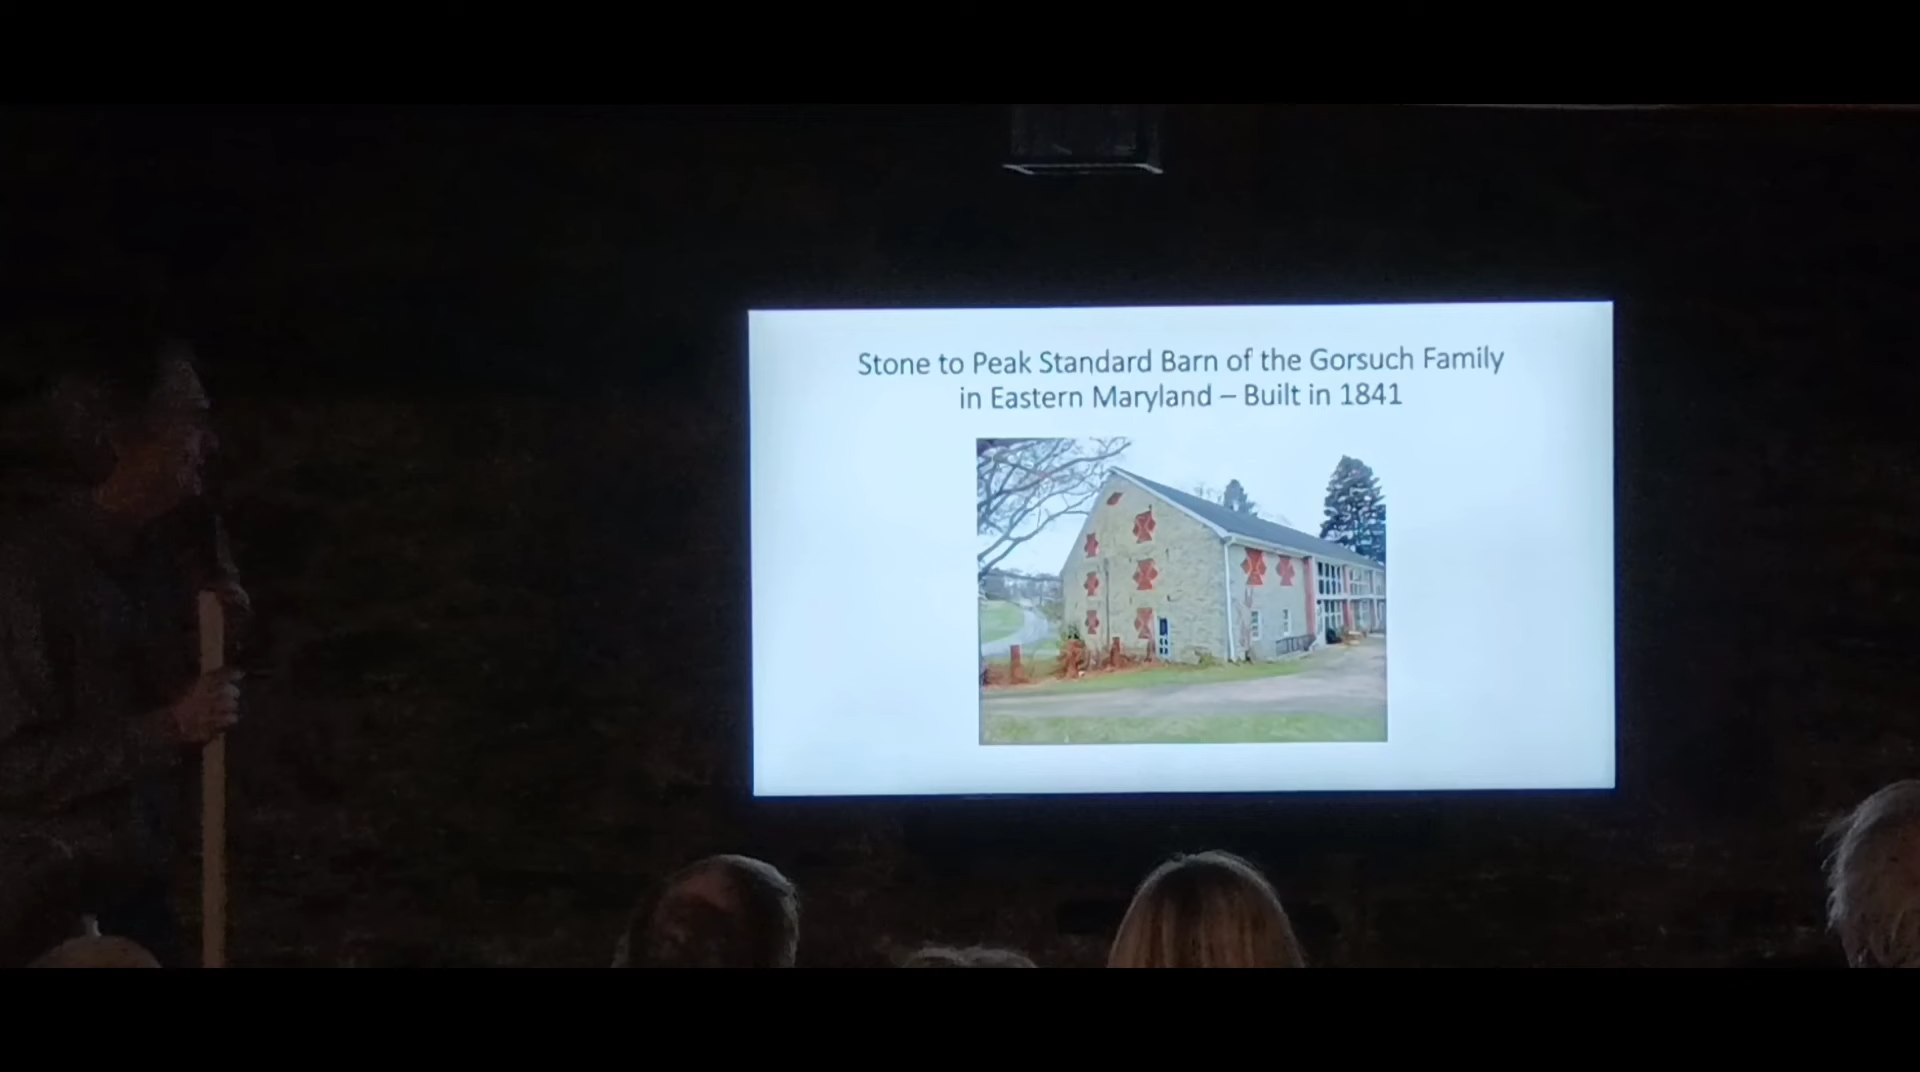 Stone to Peak Standard Barn of the Gorsuch Family
in Eastern Maryland – Built in 1841